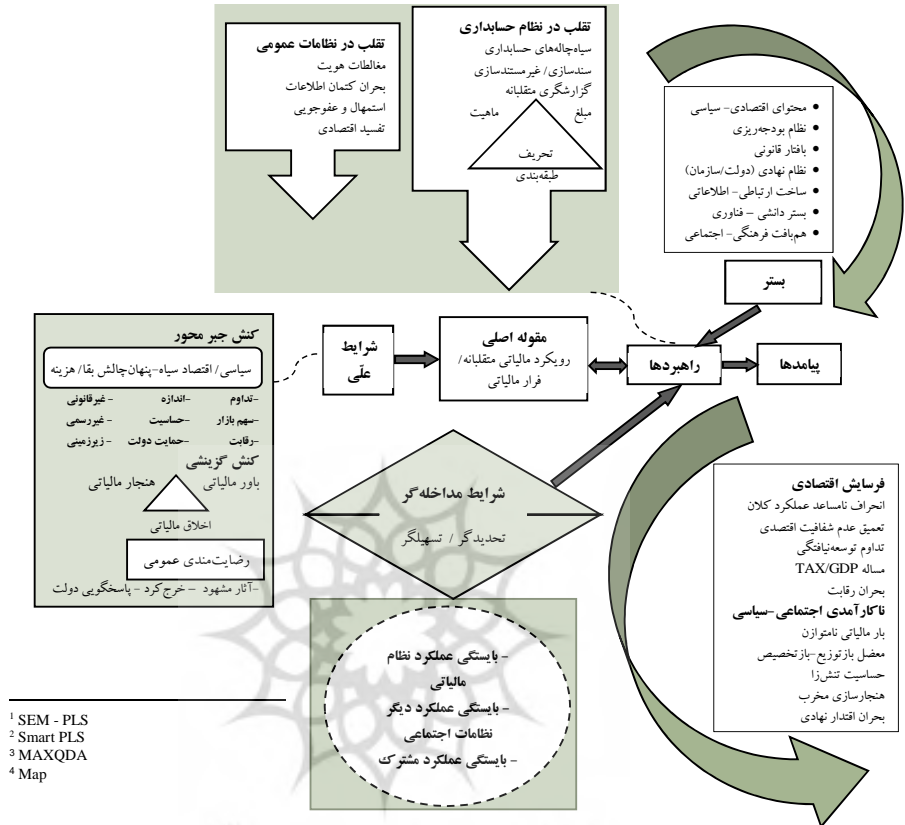 تقلب در نظام حسابداری
سیاه‌چاله‌های حسابداری
سندسازی/ غیرمستندسازی
گزارشگری متقلبانه
مبلغ
ماهیت
تحریف
طبقه‌بندی
تقلب در نظامات عمومی
مغالطات هویت
بحران کتمان اطلاعات
استمهال و عفوجویی
تفسید اقتصادی
• محتوای اقتصادی- سیاسی
• نظام بودجه‌ریزی
• بافتار قانونی
• نظام نهادی (دولت/سازمان)
• ساخت ارتباطی- اطلاعاتی
• بستر دانشی – فناوری
• هم‌بافت فرهنگی- اجتماعی
بستر
پیامدها
راهبردها
مقوله اصلی
رویکرد مالیاتی متقلبانه/
فرار مالیاتی
شرایط
علّی
کنش جبر محور
سیاسی/ اقتصاد سیاه-پنهان‌چالش بقا/ هزینه
-تداوم -اندازه - غیرقانونی
-سهم بازار -حساسیت - غیررسمی
-رقابت -حمایت دولت - زیرزمینی
کنش گزینشی
باور مالیاتی هنجار مالیاتی
اخلاق مالیاتی
رضایت‌مندی عمومی
-آثار مشهود - خرج‌کرد - پاسخگویی دولت
شرایط مداخله‌گر
تحدیدگر / تسهیلگر
- بایستگی عملکرد نظام
مالیاتی
- بایستگی عملکرد دیگر
نظامات اجتماعی
- بایستگی عملکرد مشترک
فرسایش اقتصادی
انحراف نامساعد عملکرد کلان
تعمیق عدم شفافیت اقتصدی
تداوم توسعه‌نیافتگی
مساله TAX/GDP
بحران رقابت
ناکارآمدی اجتماعی-سیاسی
بار مالیاتی نامتوازن
معضل بازتوزیع-بازتخصیص
حساسیت تنش‌زا
هنجارسازی مخرب
بحران اقتدار نهادی
¹ SEM - PLS
² Smart PLS
³ MAXQDA
⁴ Map